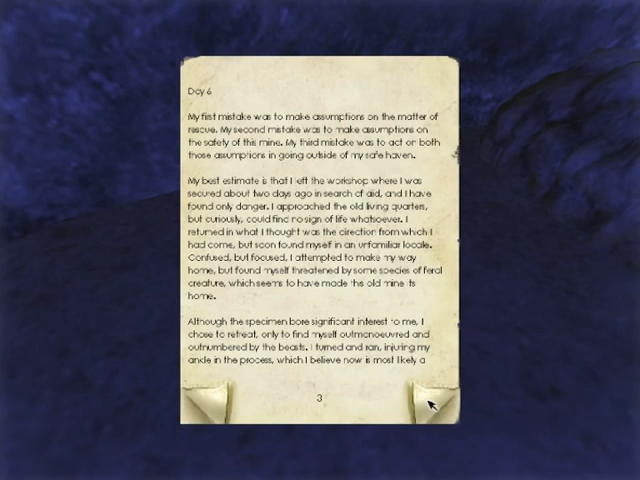 Day 6
My first mistake was to make assumptions on the matter of
rescue. My second mistake was to make assumptions on
the safety of this mine. My third mistake was to act on both
those assumptions in going outside of my safe haven.
My best estimate is that I left the workshop where I was
secured about two days ago in search of aid, and I have
found only danger. I approached the old living quarters,
but curiously, could find no sign of life whatsoever. I
returned in what I thought was the direction from which I
had come, but soon found myself in an unfamiliar locale.
Confused, but focused, I attempted to make my way
home, but found myself threatened by some species of feral
creature, which seems to have made this old mine its
home.
Although the specimen bore significant interest to me, I
chose to retreat, only to find myself outmanoeuvred and
outnumbered by the beasts. I turned and ran, injuring my
ankle in the process, which I believe now is most likely a
3